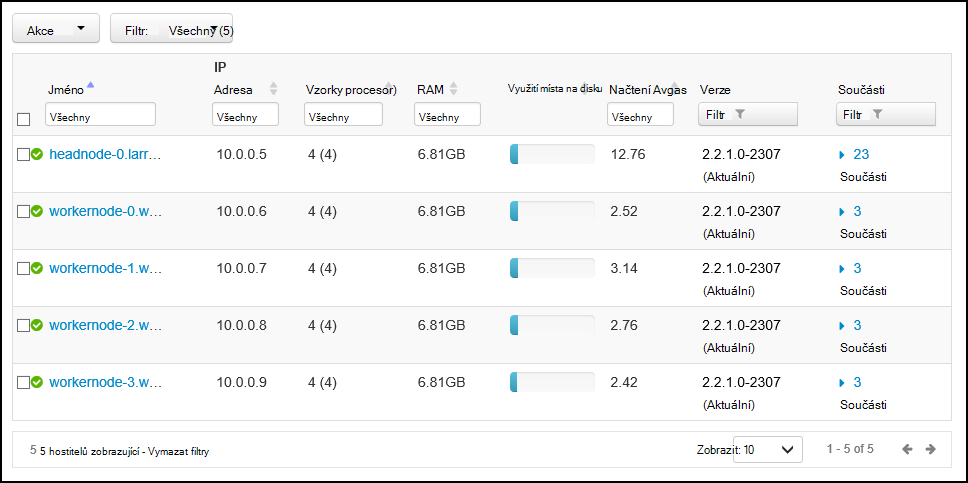 Akce Filtr: Všechny (5)
IP
Jméno Adresa Vzorky procesor) RAM Využití místa na disku Načtení Avgas Verze Součásti
Všechny Všechny Všechny Všechny Všechny Filtr Filtr
headnode-0.larr... 10.0.0.5 4 (4) 6.81GB 12.76 2.2.1.0-2307 23
(Aktuální) Součásti
workernode-0.w... 10.0.0.6 4 (4) 6.81GB 2.52 2.2.1.0-2307 3
(Aktuální) Součásti
workernode-1.w... 10.0.0.7 4 (4) 6.81GB 3.14 2.2.1.0-2307 3
(Aktuální) Součásti
workernode-2.w... 10.0.0.8 4 (4) 6.81GB 2.76 2.2.1.0-2307 3
(Aktuální) Součásti
workernode-3.w... 10.0.0.9 4 (4) 6.81GB 2.42 2.2.1.0-2307 3
(Aktuální) Součásti
5 5 hostitelů zobrazující - Vymazat filtry Zobrazit: 10 1 - 5 of 5